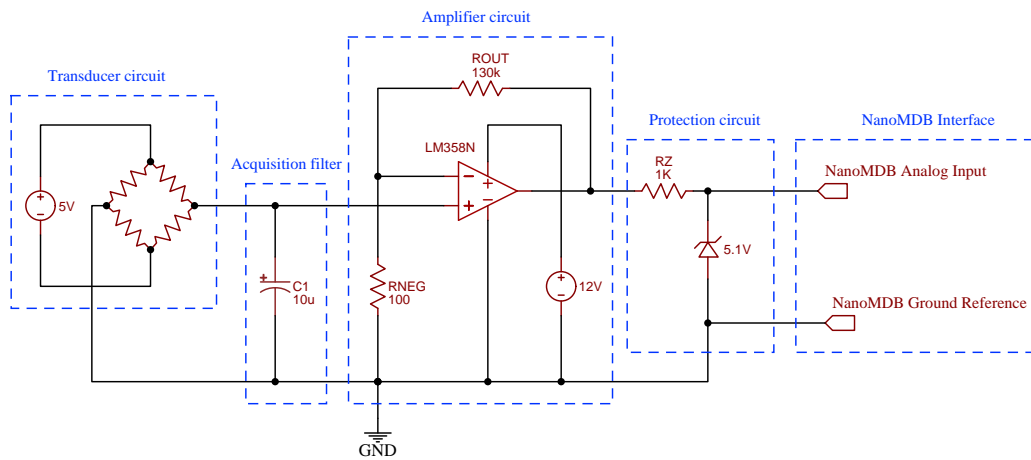 Amplifier circuit
ROUT
130k
Transducer circuit
Protection circuit
NanoMDB Interface
Acquisition filter
LM358N
RZ
1K
NanoMDB Analog Input
5V
5.1V
C1
10u
RNEG
100
12V
NanoMDB Ground Reference
GND